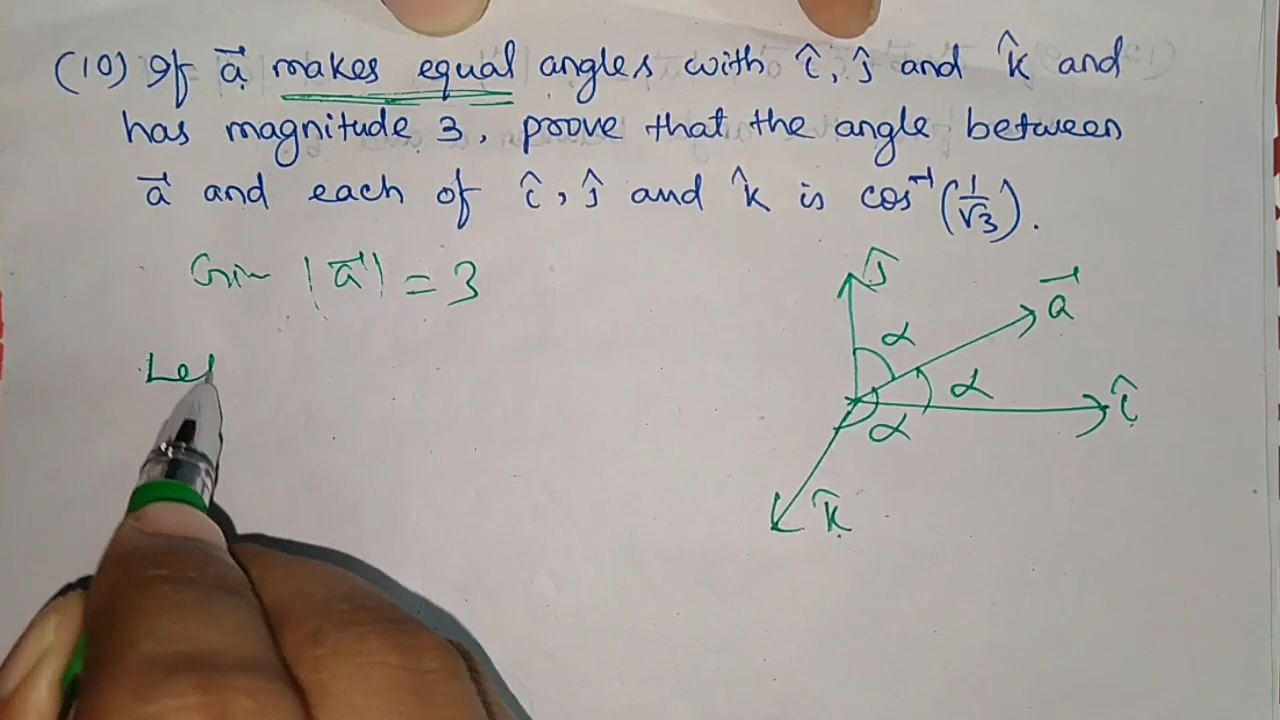 (10) If a⃗ makes equal angles with î, ĵ and k̂ and
has magnitude 3, prove that the angle between
a⃗ and each of î, ĵ and k̂ is cos⁻¹(1/√3).
Given |a⃗| = 3
Let
ĵ
a⃗
α
α
î
α
k̂